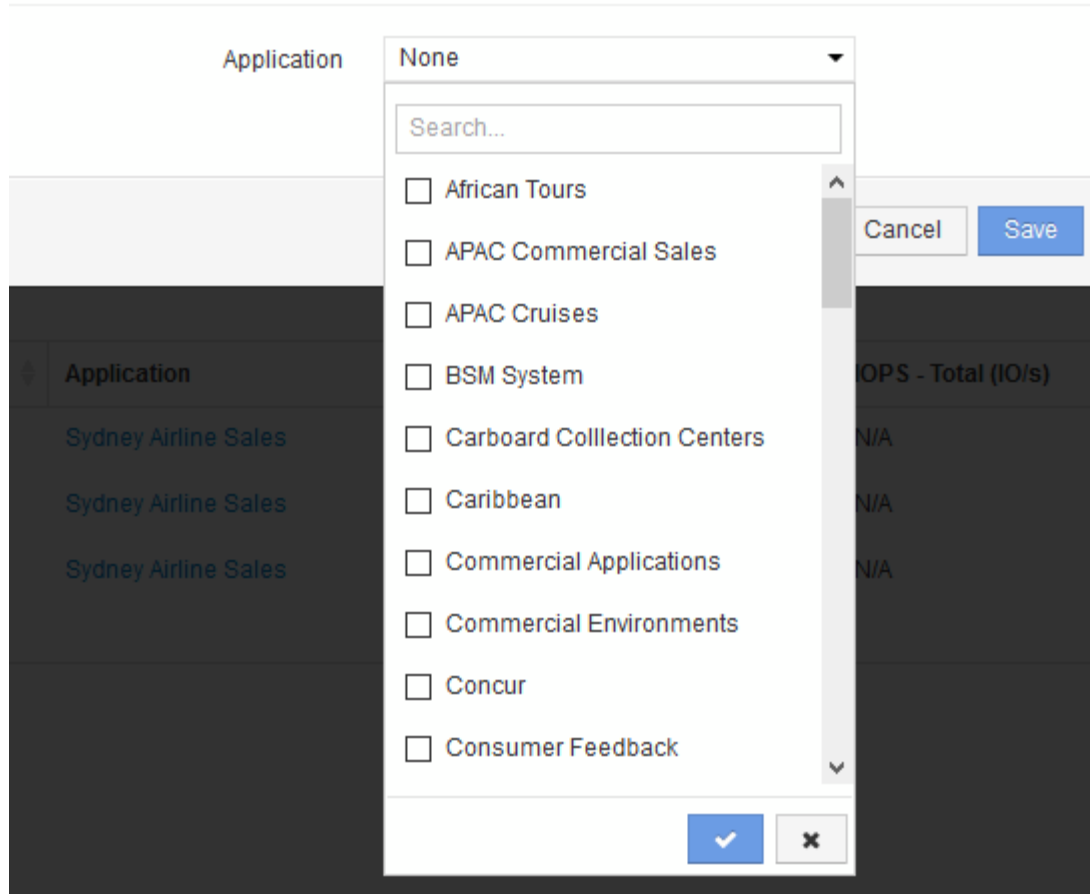 Application None
Search...
African Tours
APAC Commercial Sales
APAC Cruises
BSM System
Carboard Colllection Centers
Caribbean
Commercial Applications
Commercial Environments
Concur
Consumer Feedback
Cancel Save
Application IOPS - Total (IO/s)
Sydney Airline Sales N/A
Sydney Airline Sales N/A
Sydney Airline Sales N/A